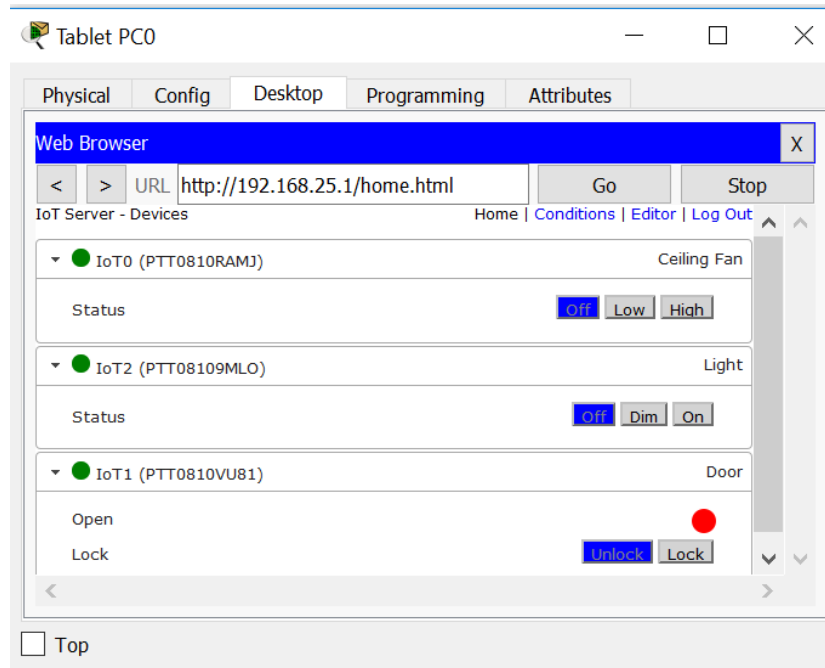 Tablet PC0
Physical Config Desktop Programming Attributes
Web Browser X
< > URL http://192.168.25.1/home.html Go Stop
IoT Server - Devices Home | Conditions | Editor | Log Out
IoT0 (PTT0810RAMJ) Ceiling Fan
Status Off Low High
IoT2 (PTT08109MLO) Light
Status Off Dim On
IoT1 (PTT0810VU81) Door
Open
Lock Unlock Lock
Top